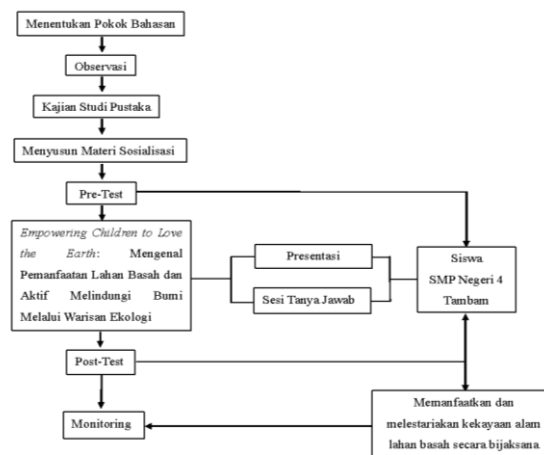 Menentukan Pokok Bahasan
Observasi
Kajian Studi Pustaka
Menyusun Materi Sosialisasi
Pre-Test
Empowering Children to Love
the Earth: Mengenal
Pemanfaatan Lahan Basah dan
Aktif Melindungi Bumi
Melalui Warisan Ekologi
Presentasi
Sesi Tanya Jawab
Siswa
SMP Negeri 4
Tambam
Post-Test
Monitoring
Memanfaatkan dan
melestariakan kekayaan alam
lahan basah secara bijaksana